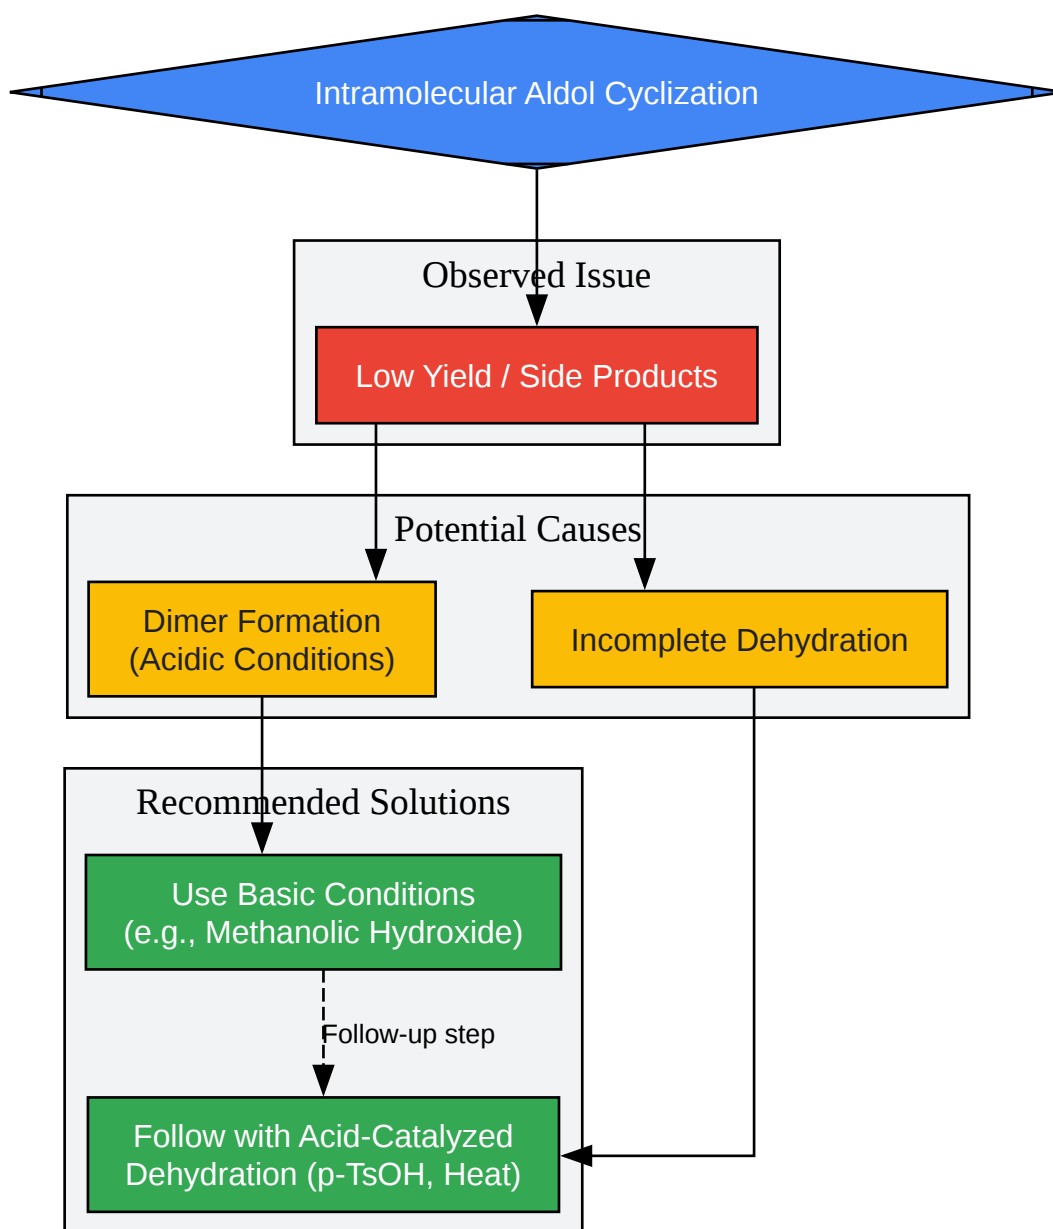 Intramolecular Aldol Cyclization
Observed Issue
Low Yield / Side Products
Potential Causes
Dimer Formation
(Acidic Conditions)
Incomplete Dehydration
Recommended Solutions
Use Basic Conditions
(e.g., Methanolic Hydroxide)
Follow-up step
Follow with Acid-Catalyzed
Dehydration (p-TsOH, Heat)